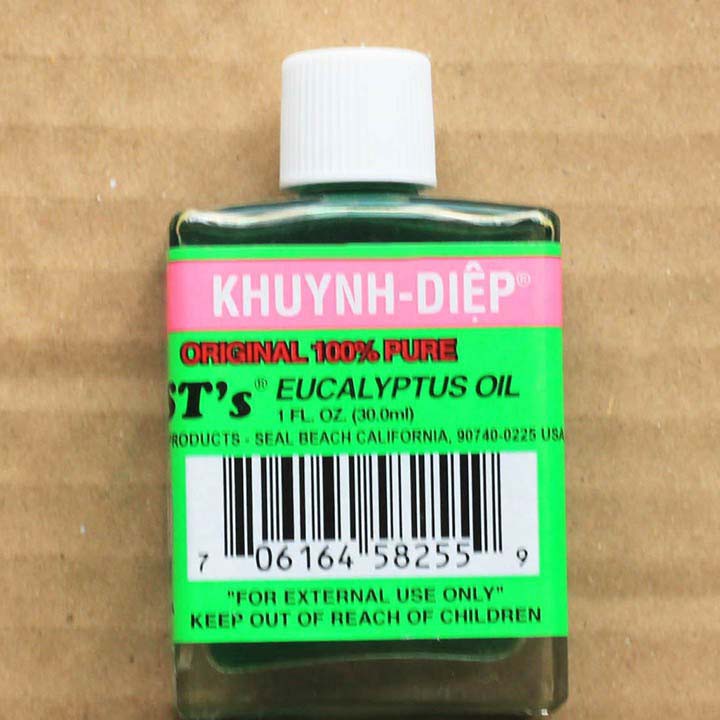 KHUYNH-DIỆP®
ORIGINAL 100% PURE
ST's® EUCALYPTUS OIL
1 FL. OZ. (30.0ml)
PRODUCTS - SEAL BEACH CALIFORNIA, 90740-0225 USA
7 06164 58255 9
"FOR EXTERNAL USE ONLY"
KEEP OUT OF REACH OF CHILDREN